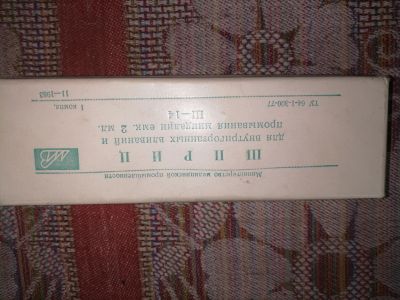 Министерство медицинской промышленности
ШПРИЦ
для внутригортанных вливаний и
промывания миндалин емк. 2 мл.
Ш—14
ТУ 64-1-300-77
1 компл.
11—1983